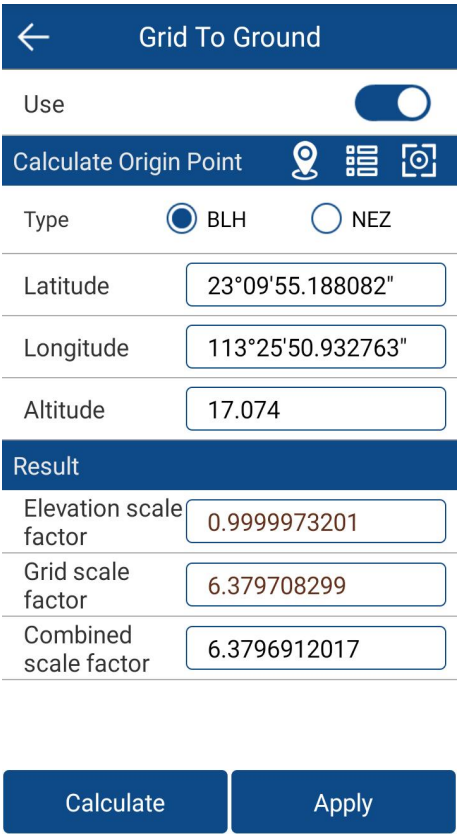 Grid To Ground
Use
Calculate Origin Point
Type BLH NEZ
Latitude 23°09'55.188082"
Longitude 113°25'50.932763"
Altitude 17.074
Result
Elevation scale
factor 0.9999973201
Grid scale
factor 6.379708299
Combined
scale factor 6.3796912017
Calculate Apply